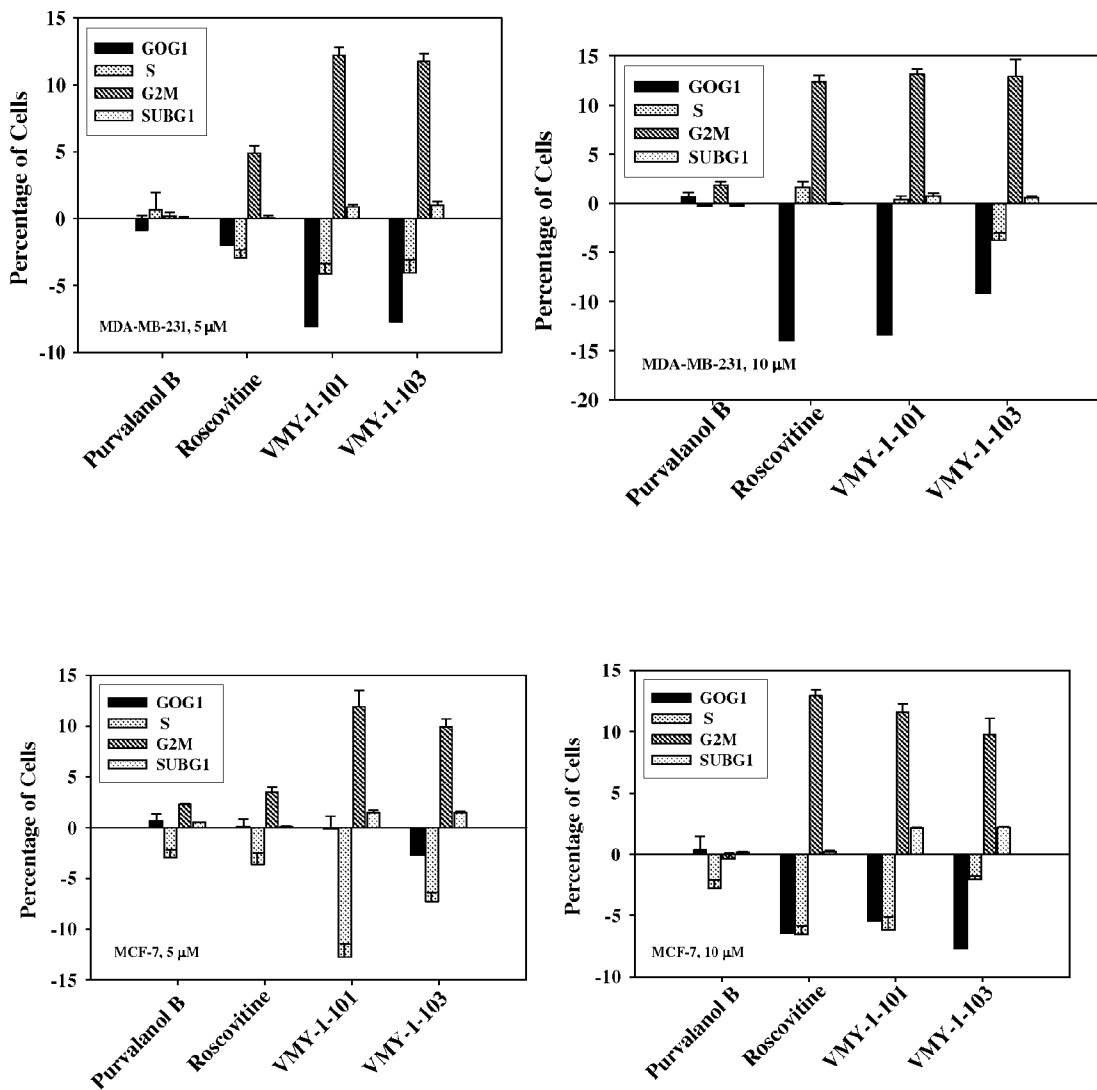 Percentage of Cells
15
10
5
0
-5
-10
GOG1
S
G2M
SUBG1
MDA-MB-231, 5 µM
Purvalanol B
Roscovitine
VMY-1-101
VMY-1-103
Percentage of Cells
15
10
5
0
-5
-10
-15
-20
GOG1
S
G2M
SUBG1
MDA-MB-231, 10 µM
Purvalanol B
Roscovitine
VMY-1-101
VMY-1-103
Percentage of Cells
15
10
5
0
-5
-10
-15
GOG1
S
G2M
SUBG1
MCF-7, 5 µM
Purvalanol B
Roscovitine
VMY-1-101
VMY-1-103
Percentage of Cells
15
10
5
0
-5
-10
GOG1
S
G2M
SUBG1
MCF-7, 10 µM
Purvalanol B
Roscovitine
VMY-1-101
VMY-1-103